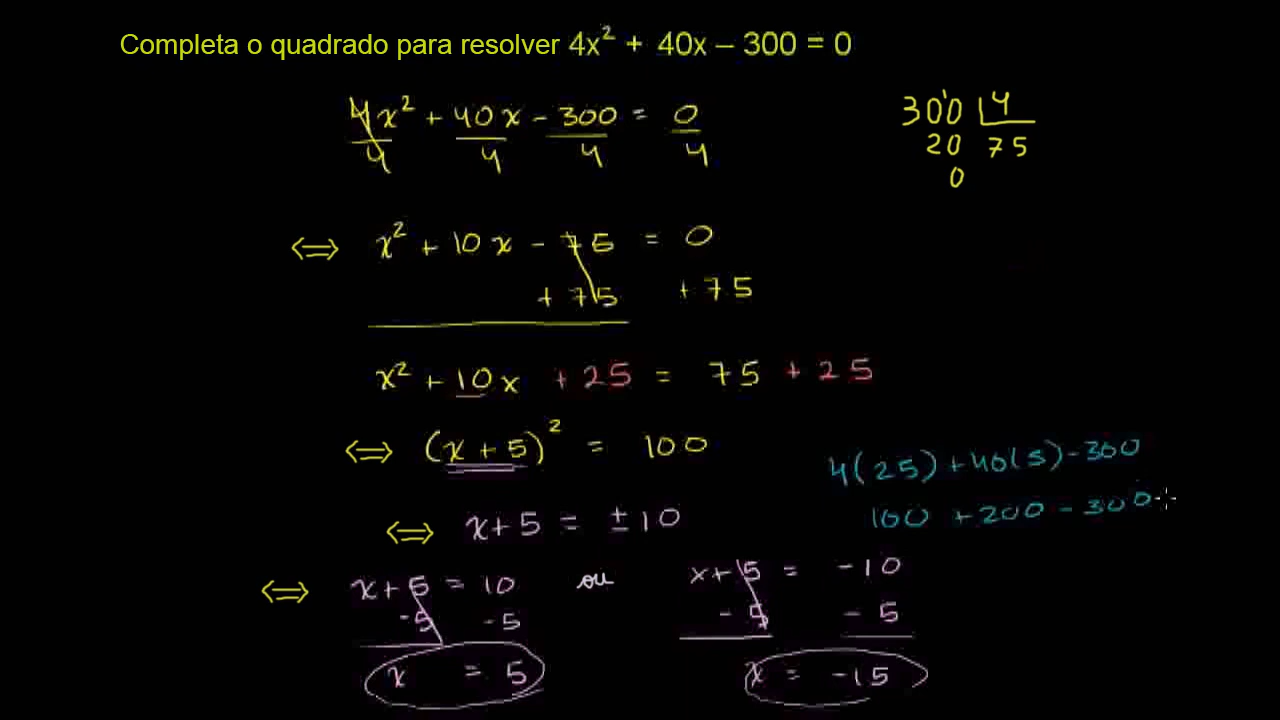 Completa o quadrado para resolver 4x² + 40x – 300 = 0
4x²/4 + 40x/4 - 300/4 = 0/4
300 | 4
20 75
0
⟺ x² + 10x - 75 = 0
+ 75 + 75
x² + 10x + 25 = 75 + 25
⟺ (x + 5)² = 100
4(25) + 40(5) - 300
100 + 200 - 300
⟺ x + 5 = ± 10
⟺ x + 5 = 10 ou x + 5 = -10
-5 -5 - 5 - 5
x = 5 x = -15